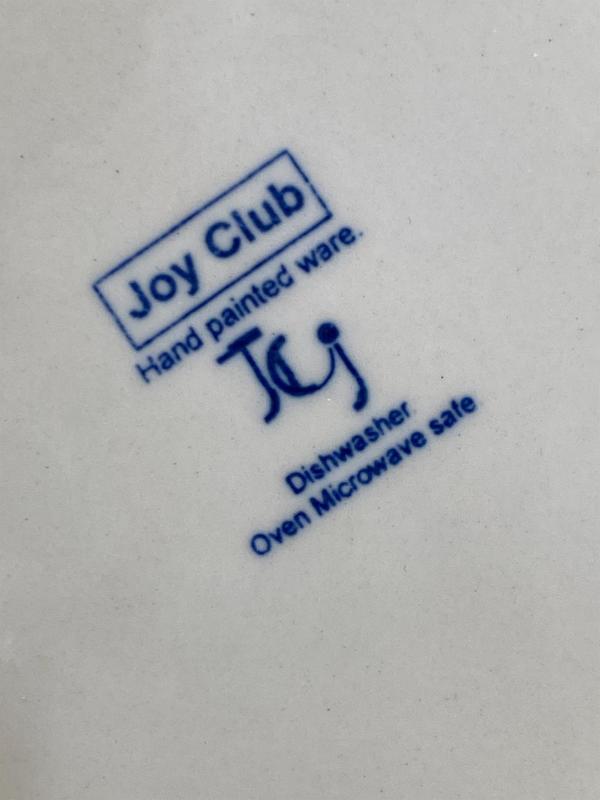 Joy Club
Hand painted ware.
JCj
Dishwasher
Oven Microwave safe